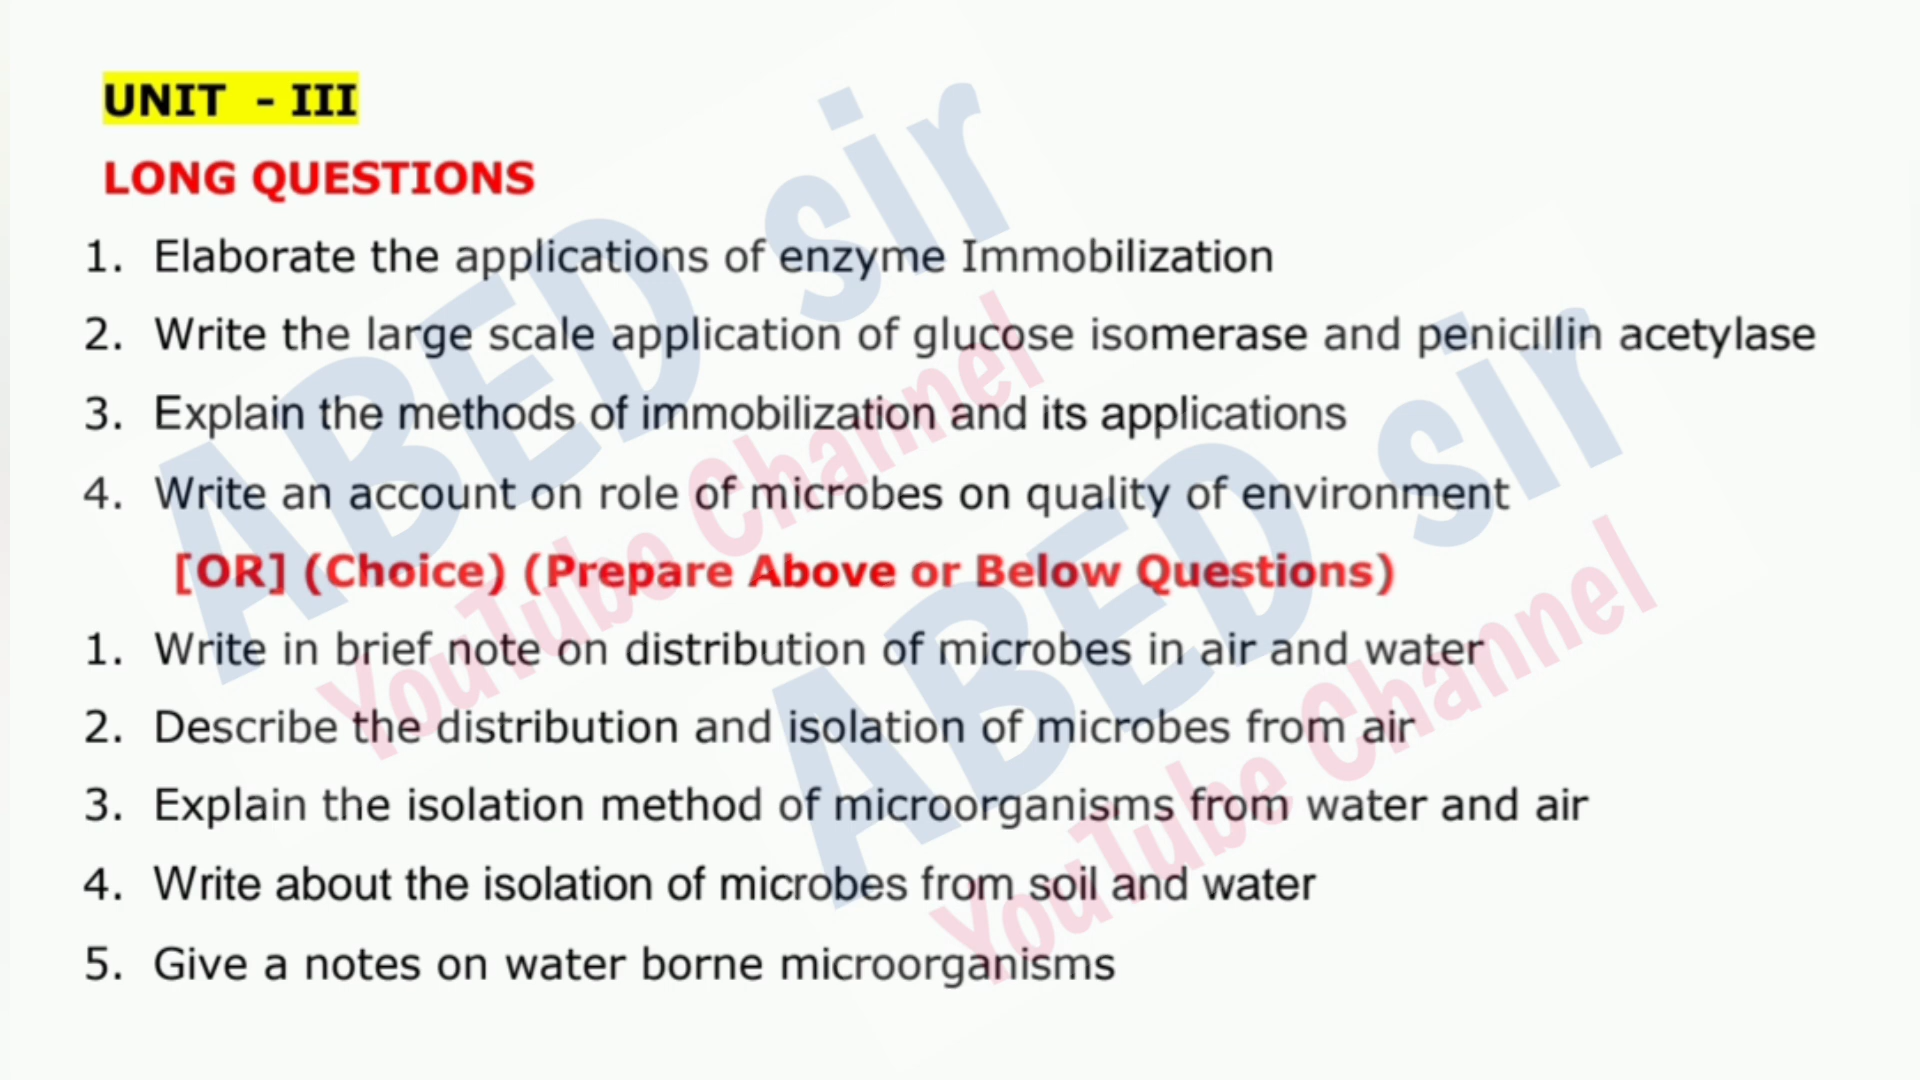 UNIT - III
LONG QUESTIONS
1. Elaborate the applications of enzyme Immobilization
2. Write the large scale application of glucose isomerase and penicillin acetylase
3. Explain the methods of immobilization and its applications
4. Write an account on role of microbes on quality of environment
[OR] (Choice) (Prepare Above or Below Questions)
1. Write in brief note on distribution of microbes in air and water
2. Describe the distribution and isolation of microbes from air
3. Explain the isolation method of microorganisms from water and air
4. Write about the isolation of microbes from soil and water
5. Give a notes on water borne microorganisms
ABED sir
YouTube Channel
ABED sir
YouTube Channel